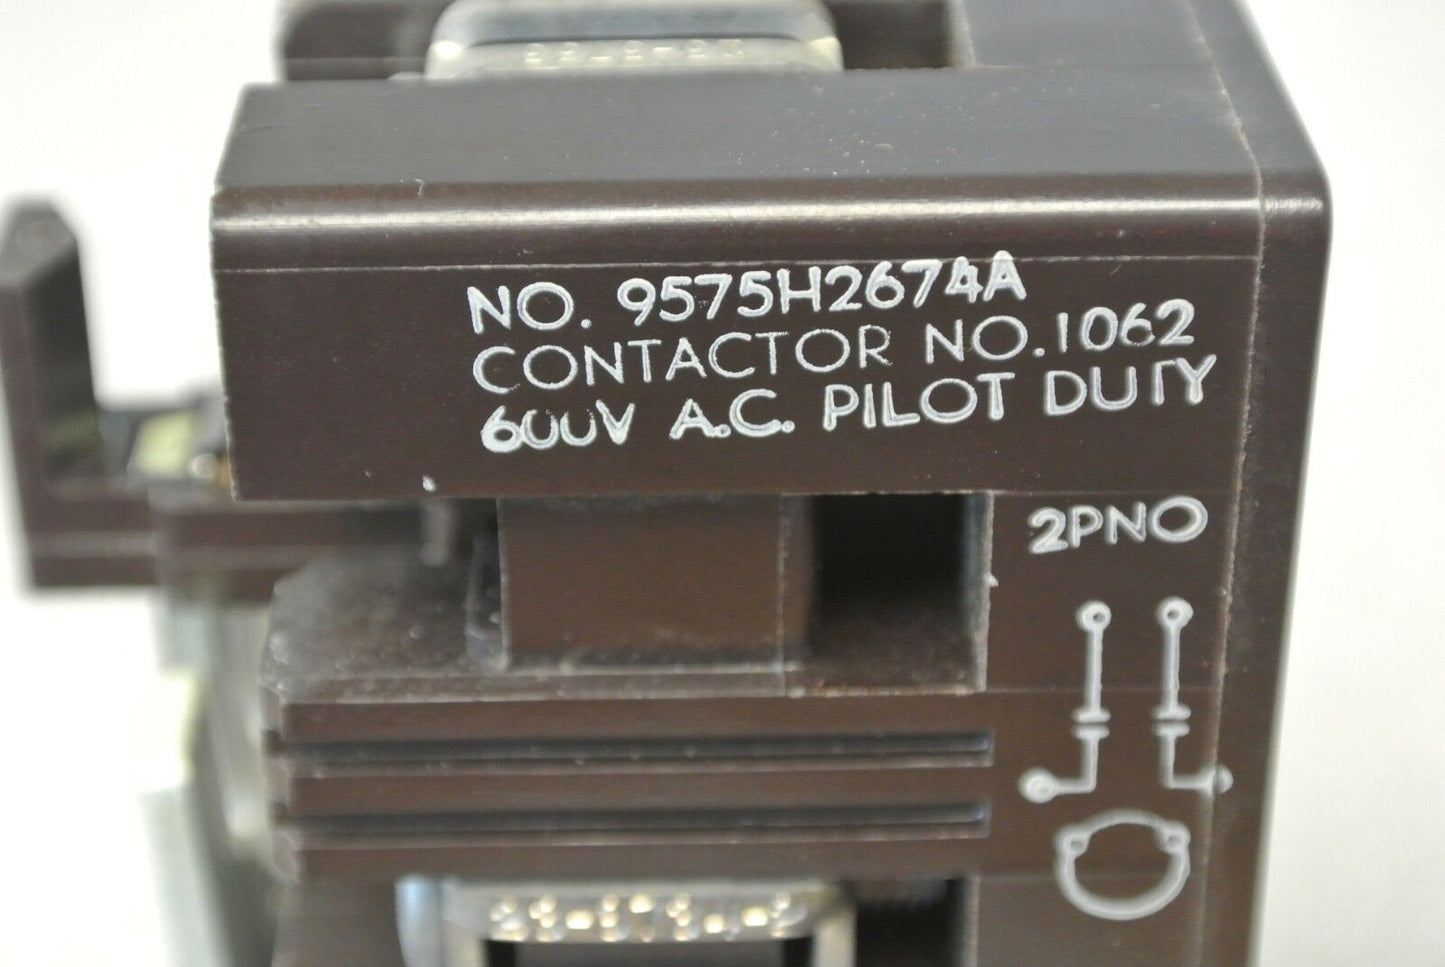 NO. 9575H2674A
CONTACTOR NO.1062
600V A.C. PILOT DUTY
2PNO